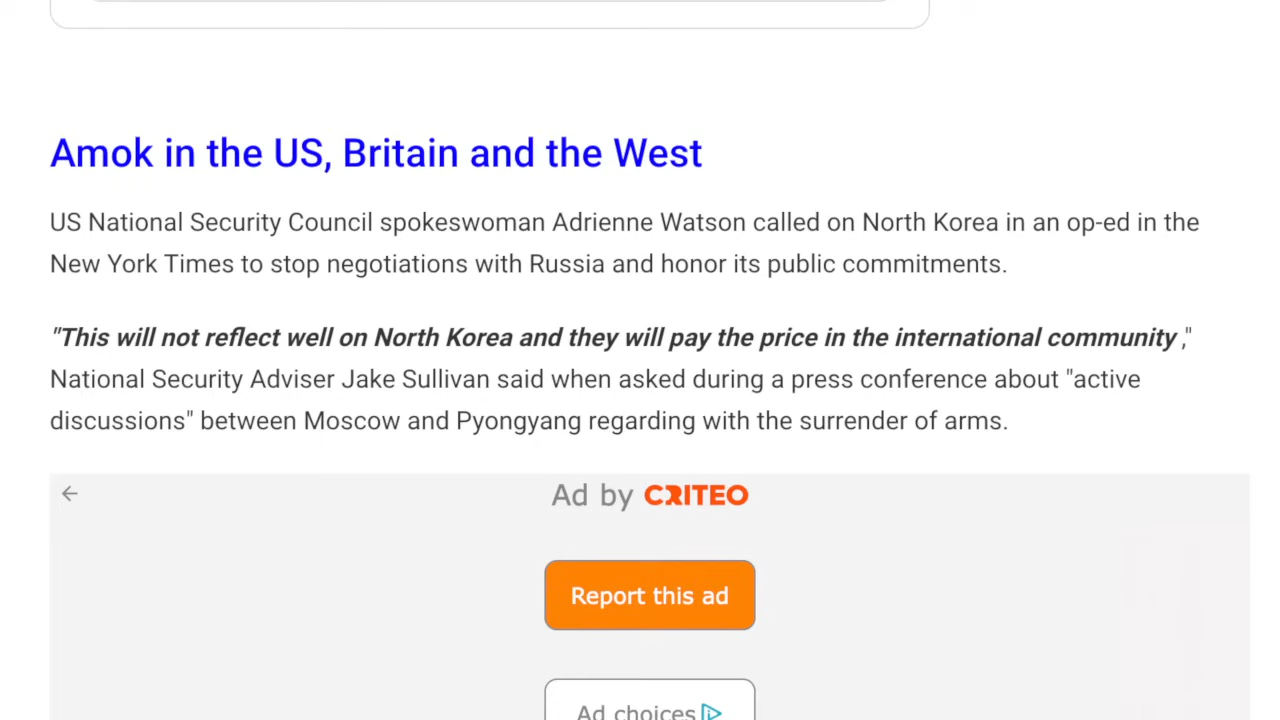 Amok in the US, Britain and the West
US National Security Council spokeswoman Adrienne Watson called on North Korea in an op-ed in the
New York Times to stop negotiations with Russia and honor its public commitments.
"This will not reflect well on North Korea and they will pay the price in the international community ,"
National Security Adviser Jake Sullivan said when asked during a press conference about "active
discussions" between Moscow and Pyongyang regarding with the surrender of arms.
Ad by CRITEO
Report this ad
Ad choices